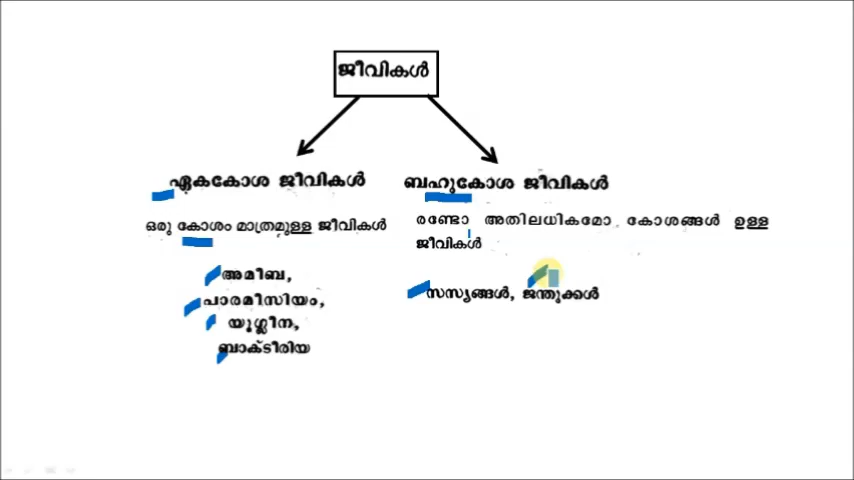 ജീവികൾ
ഏകകോശ ജീവികൾ
ഒരു കോശം മാത്രമുള്ള ജീവികൾ
അമീബ,
പാരമീസിയം,
യൂഗ്ലീന,
ബാക്ടീരിയ
ബഹുകോശ ജീവികൾ
രണ്ടോ അതിലധികമോ കോശങ്ങൾ ഉള്ള
ജീവികൾ
സസ്യങ്ങൾ, ജന്തുക്കൾ